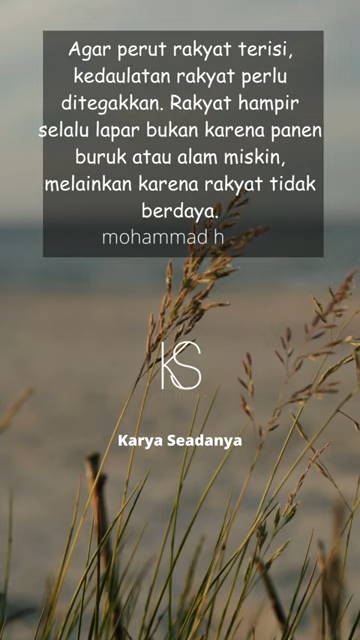 Agar perut rakyat terisi,
kedaulatan rakyat perlu
ditegakkan. Rakyat hampir
selalu lapar bukan karena panen
buruk atau alam miskin,
melainkan karena rakyat tidak
berdaya.
mohammad h
KS
Karya Seadanya